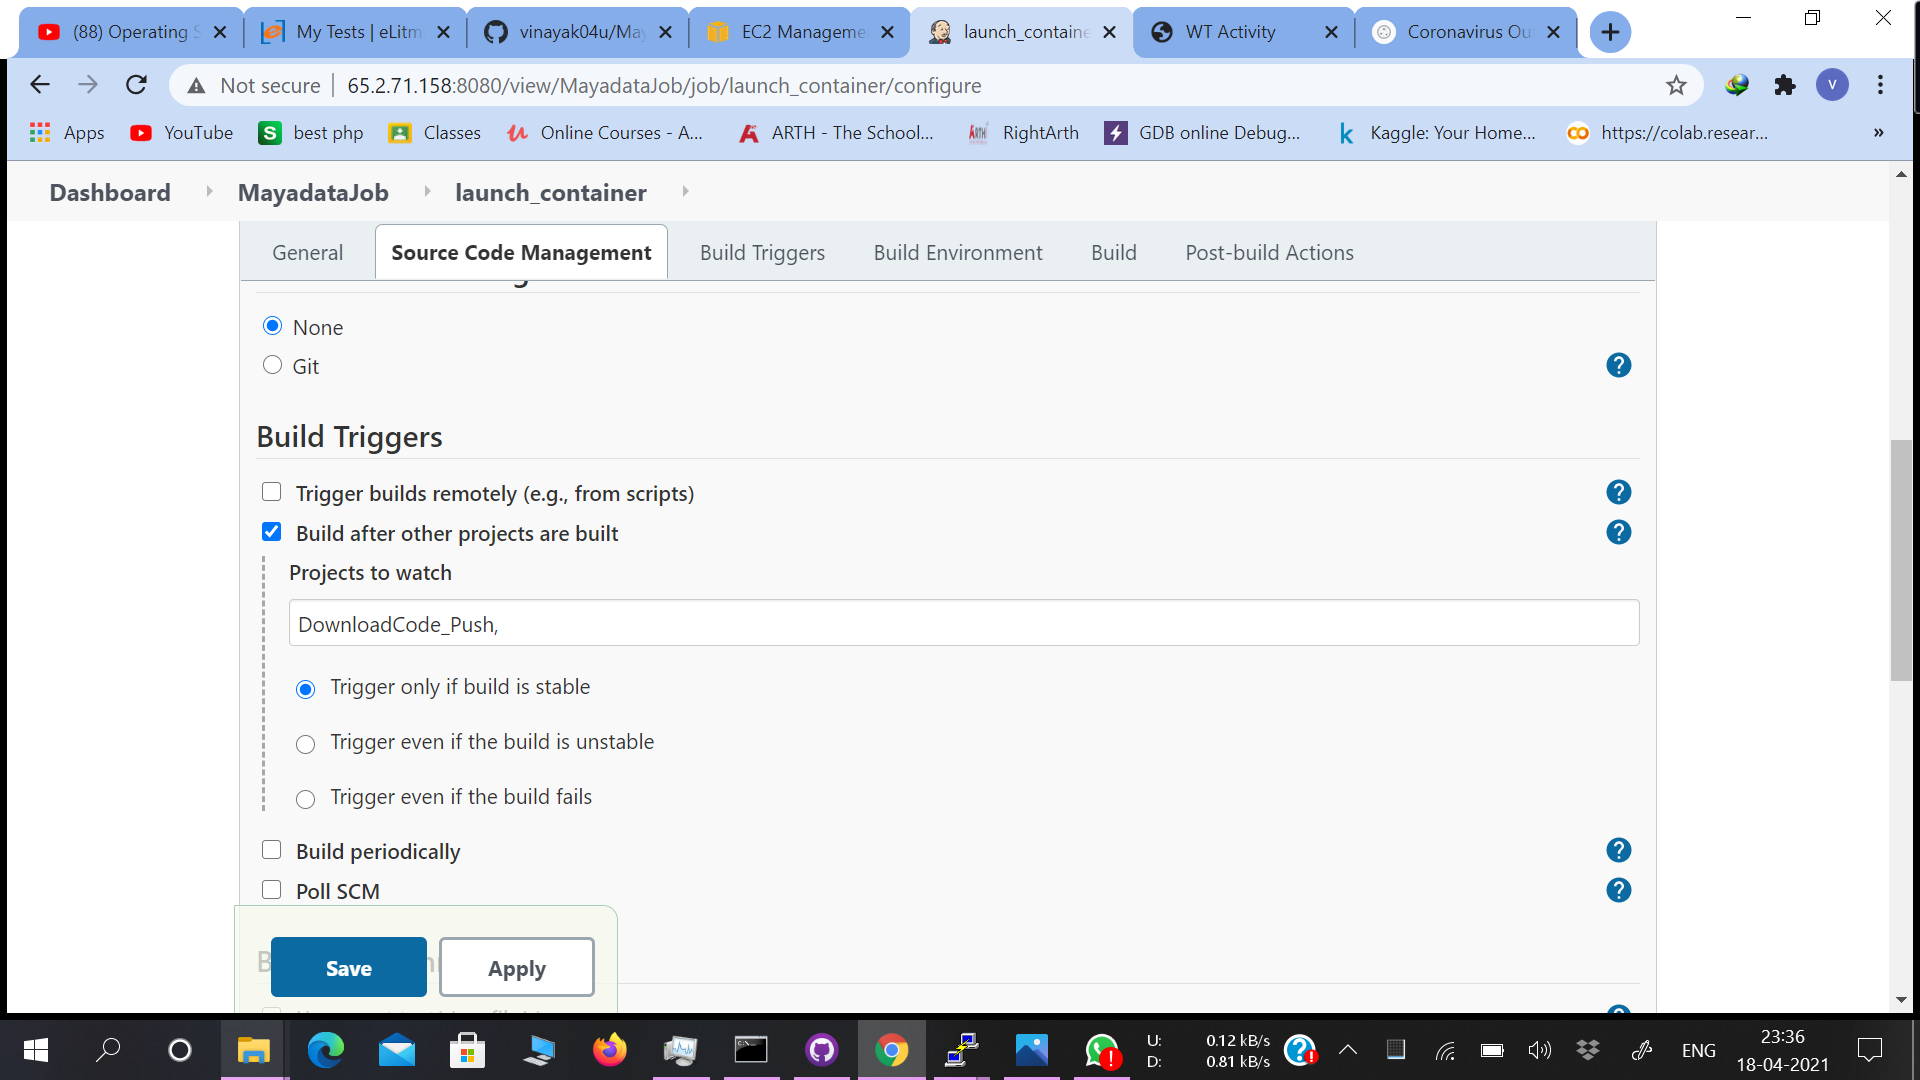 (88) Operating S
My Tests | eLitm
vinayak04u/May
EC2 Manageme
launch_containe
WT Activity
Coronavirus Out
Not secure
65.2.71.158:8080/view/MayadataJob/job/launch_container/configure
V
Apps
YouTube
best php
Classes
Online Courses - A...
ARTH - The School...
RightArth
GDB online Debug...
Kaggle: Your Home...
https://colab.resear...
»
Dashboard
MayadataJob
launch_container
General
Source Code Management
Build Triggers
Build Environment
Build
Post-build Actions
None
Git
Build Triggers
Trigger builds remotely (e.g., from scripts)
Build after other projects are built
Projects to watch
DownloadCode_Push,
Trigger only if build is stable
Trigger even if the build is unstable
Trigger even if the build fails
Build periodically
Poll SCM
Save
Apply
U: 0.12 kB/s
D: 0.81 kB/s
ENG
23:36
18-04-2021